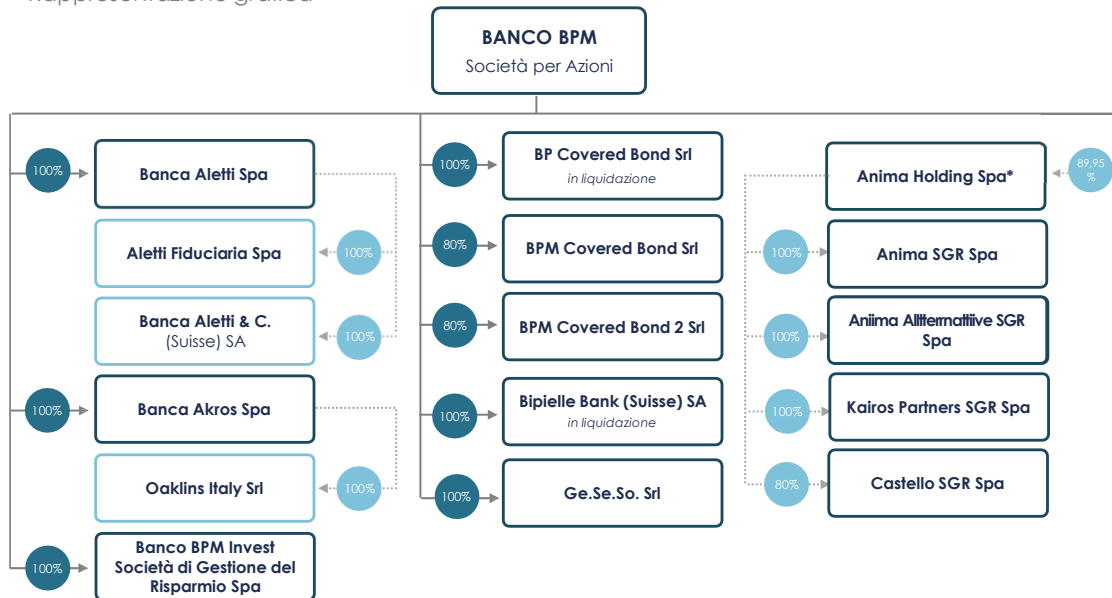 Rappresentazione grafica
BANCO BPM
Società per Azioni
100%
Banca Aletti Spa
Aletti Fiduciaria Spa
100%
Banca Aletti & C.
(Suisse) SA
100%
100%
Banca Akros Spa
Oaklins Italy Srl
100%
100%
Banco BPM Invest
Società di Gestione del
Risparmio Spa
100%
BP Covered Bond Srl
in liquidazione
80%
BPM Covered Bond Srl
80%
BPM Covered Bond 2 Srl
100%
Bipielle Bank (Suisse) SA
in liquidazione
100%
Ge.Se.So. Srl
Anima Holding Spa*
89,95
%
100%
Anima SGR Spa
100%
Aniima Alltternattiive SGR
Spa
100%
Kairos Partners SGR Spa
80%
Castello SGR Spa